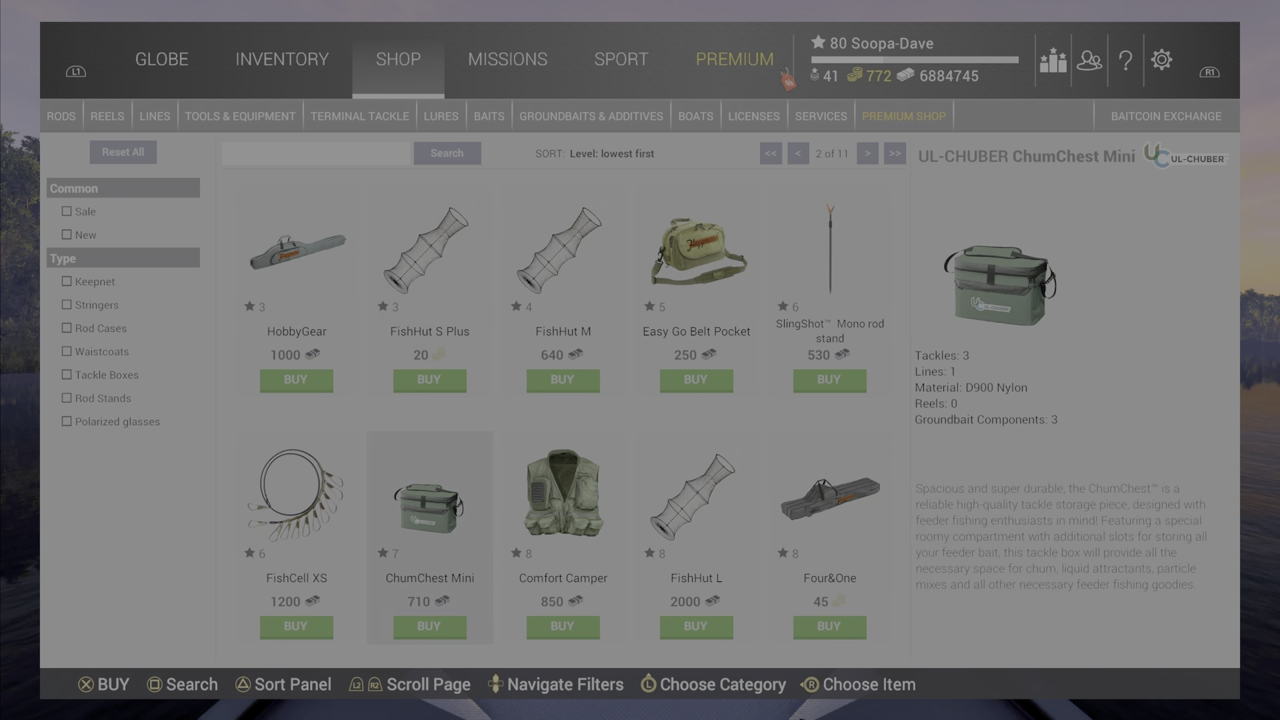 GLOBE
INVENTORY
SHOP
MISSIONS
SPORT
PREMIUM
80 Soopa-Dave
41
772
6884745
L1
R1
RODS
REELS
LINES
TOOLS & EQUIPMENT
TERMINAL TACKLE
LURES
BAITS
GROUNDBAITS & ADDITIVES
BOATS
LICENSES
SERVICES
PREMIUM SHOP
BAITCOIN EXCHANGE
Reset All
Search
SORT: Level: lowest first
<<
<
2 of 11
>
>>
Common
Sale
New
Type
Keepnet
Stringers
Rod Cases
Waistcoats
Tackle Boxes
Rod Stands
Polarized glasses
3
HobbyGear
1000
BUY
3
FishHut S Plus
20
BUY
4
FishHut M
640
BUY
5
Easy Go Belt Pocket
250
BUY
6
SlingShot™ Mono rod
stand
530
BUY
6
FishCell XS
1200
BUY
7
ChumChest Mini
710
BUY
8
Comfort Camper
850
BUY
8
FishHut L
2000
BUY
8
Four&One
45
BUY
UL-CHUBER ChumChest Mini
UL-CHUBER
Tackles: 3
Lines: 1
Material: D900 Nylon
Reels: 0
Groundbait Components: 3
Spacious and super durable, the ChumChest™ is a
reliable high-quality tackle storage piece, designed with
feeder fishing enthusiasts in mind! Featuring a special
roomy compartment with additional slots for storing all
your feeder bait, this tackle box will provide all the
necessary space for chum, liquid attractants, particle
mixes and all other necessary feeder fishing goodies.
BUY
Search
Sort Panel
L2 R2 Scroll Page
Navigate Filters
L Choose Category
R Choose Item